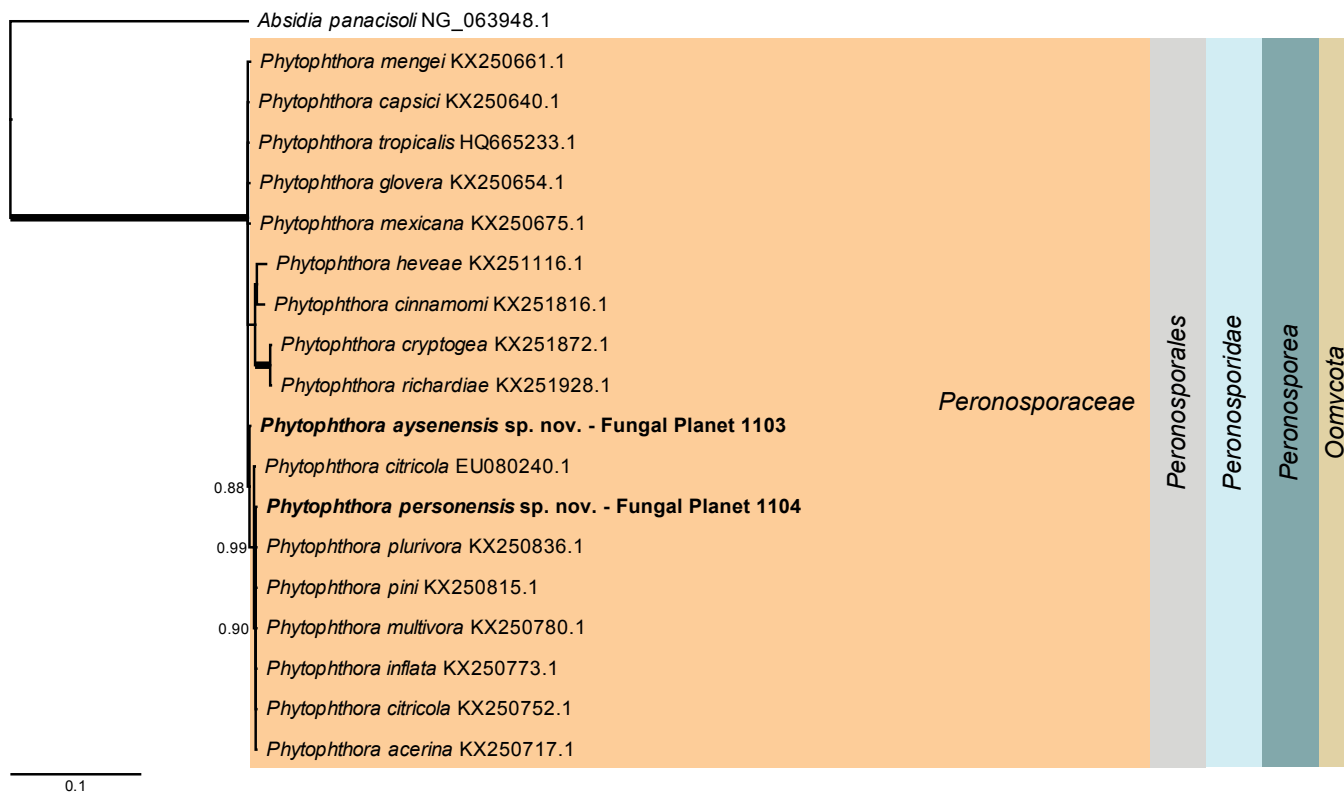 Absidia panacisoli NG_063948.1
Phytophthora mengei KX250661.1
Phytophthora capsici KX250640.1
Phytophthora tropicalis HQ665233.1
Phytophthora glovera KX250654.1
Phytophthora mexicana KX250675.1
Phytophthora heveae KX251116.1
Phytophthora cinnamomi KX251816.1
Phytophthora cryptogea KX251872.1
Phytophthora richardiae KX251928.1
Phytophthora aysenensis sp. nov. - Fungal Planet 1103
Phytophthora citricola EU080240.1
Phytophthora personensis sp. nov. - Fungal Planet 1104
Phytophthora plurivora KX250836.1
Phytophthora pini KX250815.1
Phytophthora multivora KX250780.1
Phytophthora inflata KX250773.1
Phytophthora citricola KX250752.1
Phytophthora acerina KX250717.1
0.88
0.99
0.90
0.1
Peronosporaceae
Peronosporales
Peronosporidae
Peronosporea
Oomycota